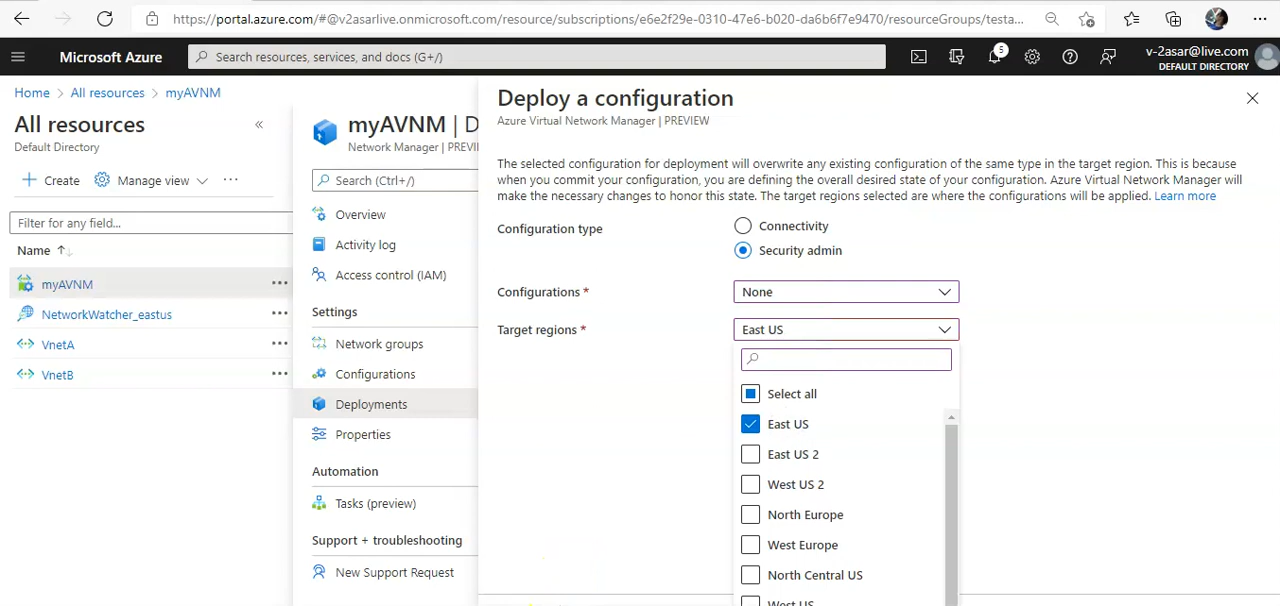 https://portal.azure.com/#@v2asarlive.onmicrosoft.com/resource/subscriptions/e6e2f29e-0310-47e6-b020-da6b6f7e9470/resourceGroups/testa...
Microsoft Azure
Search resources, services, and docs (G+/)
5
v-2asar@live.com
DEFAULT DIRECTORY
Home > All resources > myAVNM
All resources
Default Directory
Create
Manage view
Filter for any field...
Name
myAVNM
NetworkWatcher_eastus
VnetA
VnetB
myAVNM | D
Network Manager | PREVI
Search (Ctrl+/)
Overview
Activity log
Access control (IAM)
Settings
Network groups
Configurations
Deployments
Properties
Automation
Tasks (preview)
Support + troubleshooting
New Support Request
Deploy a configuration
Azure Virtual Network Manager | PREVIEW
The selected configuration for deployment will overwrite any existing configuration of the same type in the target region. This is because
when you commit your configuration, you are defining the overall desired state of your configuration. Azure Virtual Network Manager will
make the necessary changes to honor this state. The target regions selected are where the configurations will be applied. Learn more
Configuration type
Connectivity
Security admin
Configurations *
None
Target regions *
East US
Select all
East US
East US 2
West US 2
North Europe
West Europe
North Central US
West US